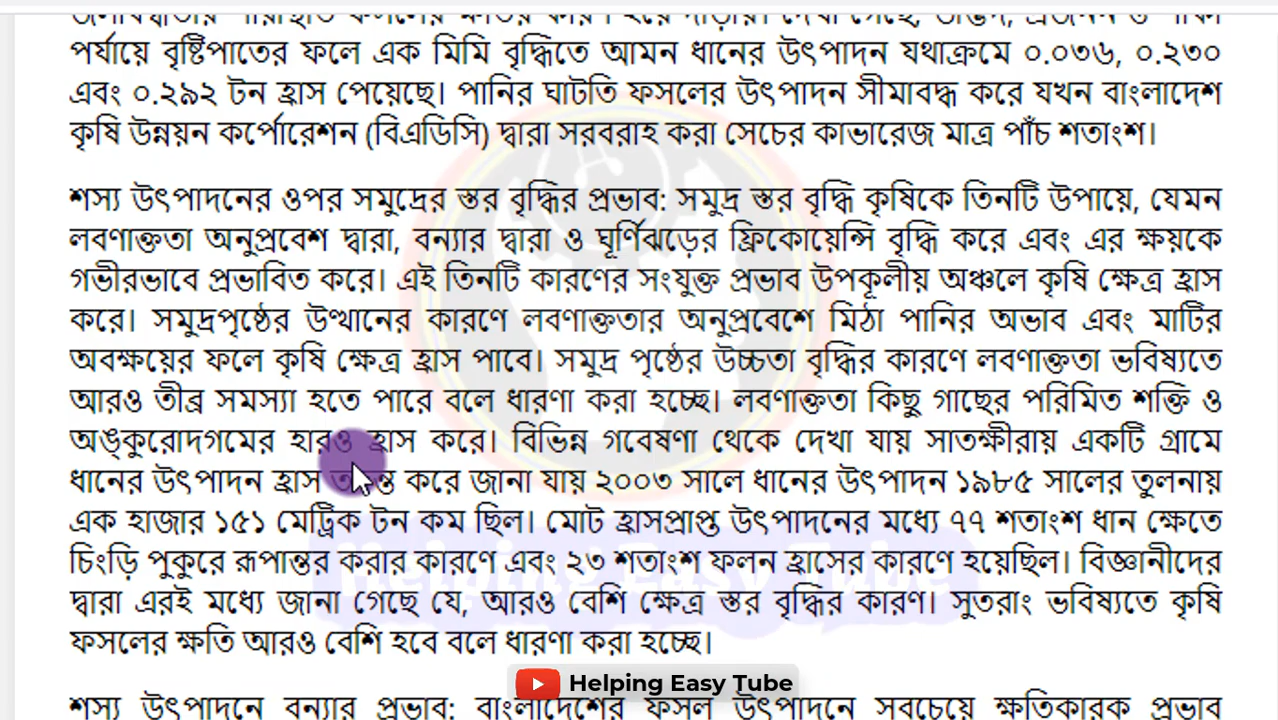 পর্যায়ে বৃষ্টিপাতের ফলে এক মিমি বৃদ্ধিতে আমন ধানের উৎপাদন যথাক্রমে ০.০৩৬, ০.২৩০
এবং ০.২৯২ টন হ্রাস পেয়েছে। পানির ঘাটতি ফসলের উৎপাদন সীমাবদ্ধ করে যখন বাংলাদেশ
কৃষি উন্নয়ন কর্পোরেশন (বিএডিসি) দ্বারা সরবরাহ করা সেচের কাভারেজ মাত্র পাঁচ শতাংশ।
শস্য উৎপাদনের ওপর সমুদ্রের স্তর বৃদ্ধির প্রভাব: সমুদ্র স্তর বৃদ্ধি কৃষিকে তিনটি উপায়ে, যেমন
লবণাক্ততা অনুপ্রবেশ দ্বারা, বন্যার দ্বারা ও ঘূর্ণিঝড়ের ফ্রিকোয়েন্সি বৃদ্ধি করে এবং এর ক্ষয়কে
গভীরভাবে প্রভাবিত করে। এই তিনটি কারণের সংযুক্ত প্রভাব উপকূলীয় অঞ্চলে কৃষি ক্ষেত্র হ্রাস
করে। সমুদ্রপৃষ্ঠের উত্থানের কারণে লবণাক্ততার অনুপ্রবেশে মিঠা পানির অভাব এবং মাটির
অবক্ষয়ের ফলে কৃষি ক্ষেত্র হ্রাস পাবে। সমুদ্র পৃষ্ঠের উচ্চতা বৃদ্ধির কারণে লবণাক্ততা ভবিষ্যতে
আরও তীব্র সমস্যা হতে পারে বলে ধারণা করা হচ্ছে। লবণাক্ততা কিছু গাছের পরিমিত শক্তি ও
অঙ্কুরোদগমের হারও হ্রাস করে। বিভিন্ন গবেষণা থেকে দেখা যায় সাতক্ষীরায় একটি গ্রামে
ধানের উৎপাদন হ্রাস করে জানা যায় ২০০৩ সালে ধানের উৎপাদন ১৯৮৫ সালের তুলনায়
এক হাজার ১৫১ মেট্রিক টন কম ছিল। মোট হ্রাসপ্রাপ্ত উৎপাদনের মধ্যে ৭৭ শতাংশ ধান ক্ষেতে
চিংড়ি পুকুরে রূপান্তর করার কারণে এবং ২৩ শতাংশ ফলন হ্রাসের কারণে হয়েছিল। বিজ্ঞানীদের
দ্বারা এরই মধ্যে জানা গেছে যে, আরও বেশি ক্ষেত্র স্তর বৃদ্ধির কারণ। সুতরাং ভবিষ্যতে কৃষি
ফসলের ক্ষতি আরও বেশি হবে বলে ধারণা করা হচ্ছে।
Helping Easy Tube
Helping Easy Tube
শস্য উৎপাদনে বন্যার প্রভাব: বাংলাদেশের ফসল উৎপাদনে সবচেয়ে ক্ষতিকারক প্রভাব